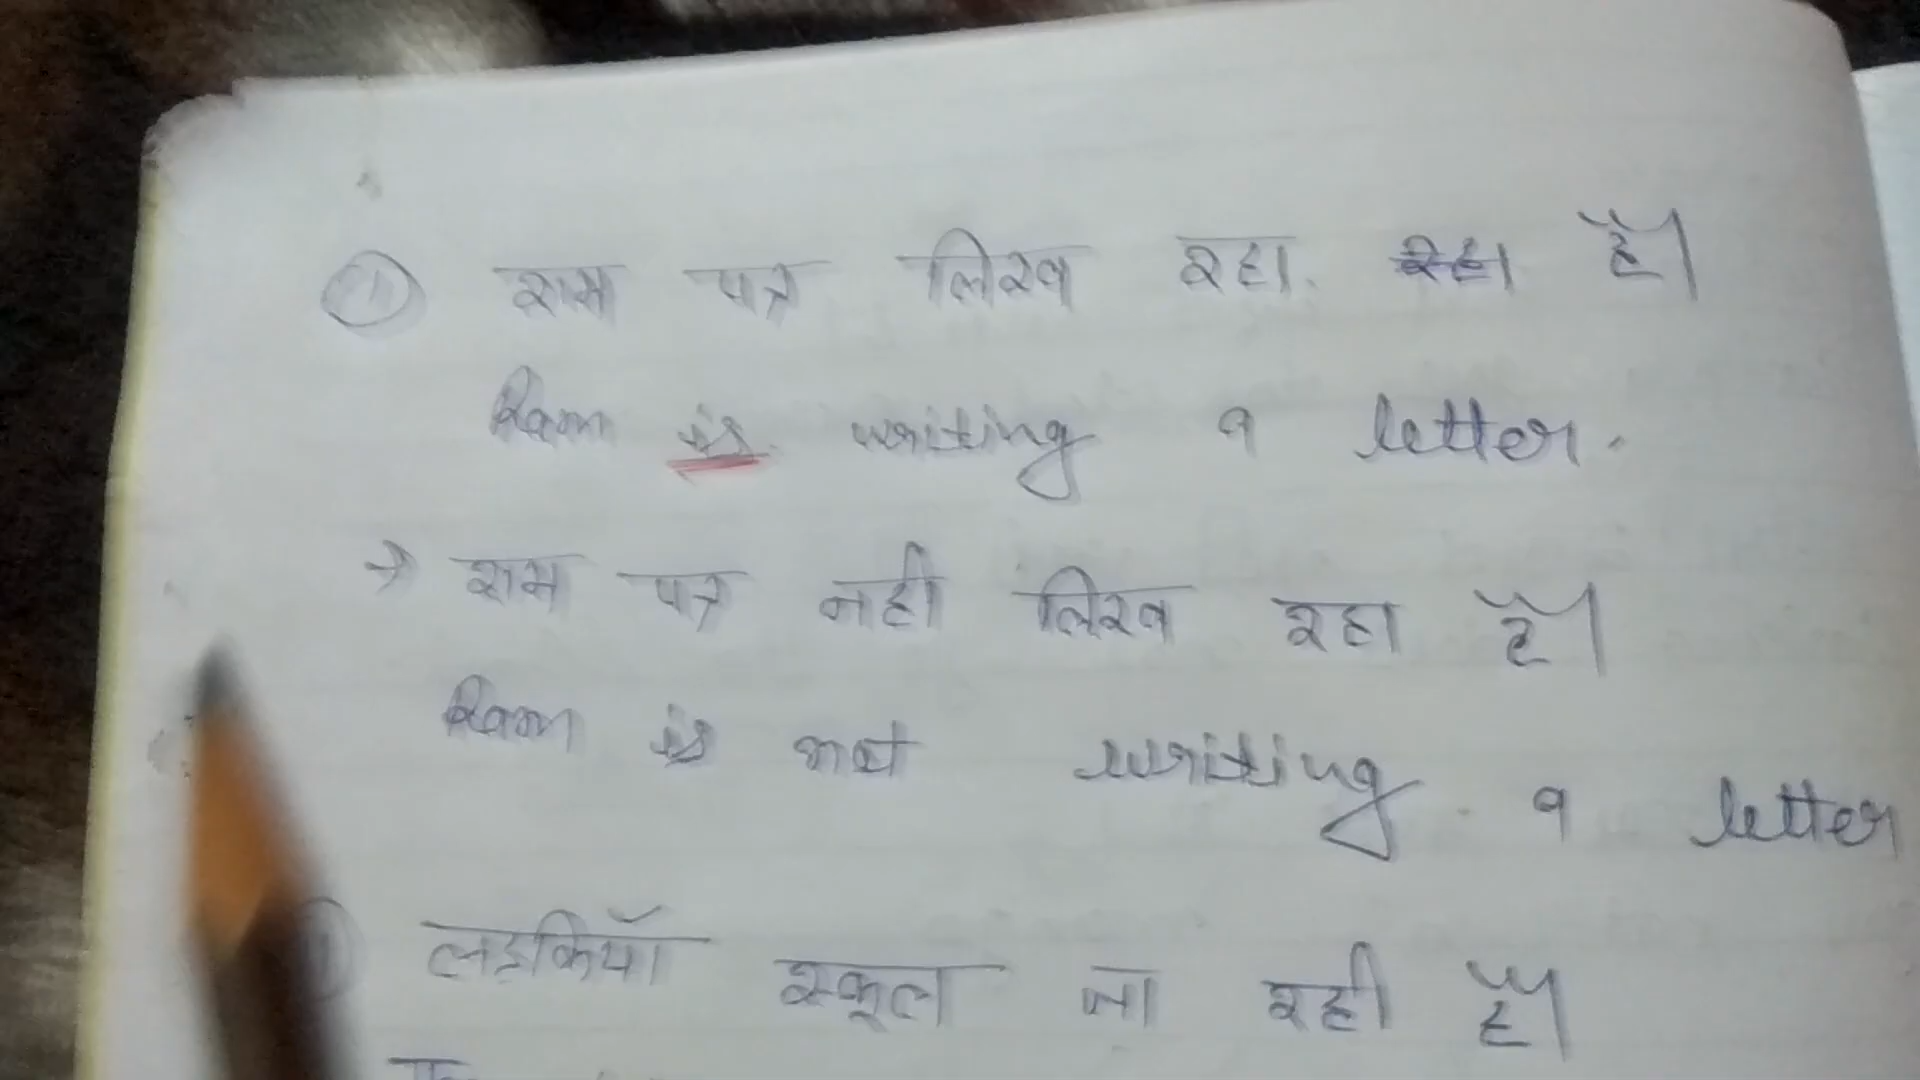 ① राम पत्र लिख रहा रहा है।
Ram is writing a letter.
→ राम पत्र नही लिख रहा है।
Ram is not writing a letter
लड़कियाँ स्कूल जा रही हैं।